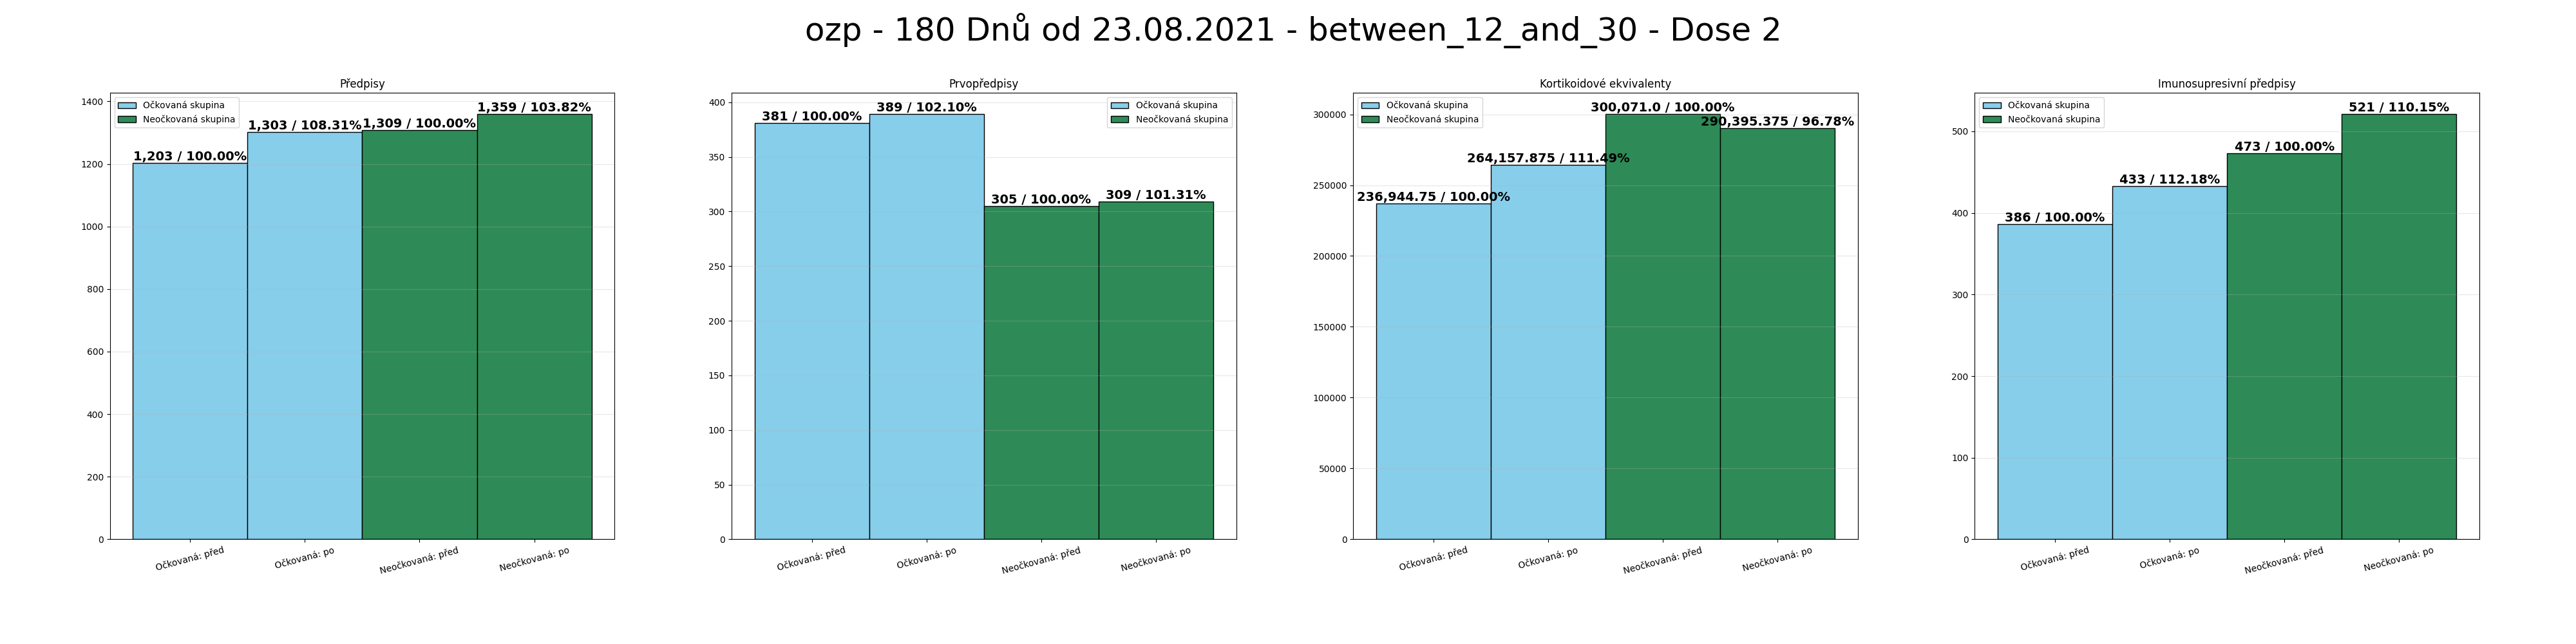 ozp - 180 Dnů od 23.08.2021 - between_12_and_30 - Dose 2
Předpisy
Očkovaná skupina
Neočkovaná skupina
1,203 / 100.00%
1,303 / 108.31%
1,309 / 100.00%
1,359 / 103.82%
1400
1200
1000
800
600
400
200
0
Očkovaná: před
Očkovaná: po
Neočkovaná: před
Neočkovaná: po
Prvopředpisy
Očkovaná skupina
Neočkovaná skupina
381 / 100.00%
389 / 102.10%
305 / 100.00%
309 / 101.31%
400
350
300
250
200
150
100
50
0
Očkovaná: před
Očkovaná: po
Neočkovaná: před
Neočkovaná: po
Kortikoidové ekvivalenty
Očkovaná skupina
Neočkovaná skupina
236,944.75 / 100.00%
264,157.875 / 111.49%
300,071.0 / 100.00%
290,395.375 / 96.78%
300000
250000
200000
150000
100000
50000
0
Očkovaná: před
Očkovaná: po
Neočkovaná: před
Neočkovaná: po
Imunosupresivní předpisy
Očkovaná skupina
Neočkovaná skupina
386 / 100.00%
433 / 112.18%
473 / 100.00%
521 / 110.15%
500
400
300
200
100
0
Očkovaná: před
Očkovaná: po
Neočkovaná: před
Neočkovaná: po